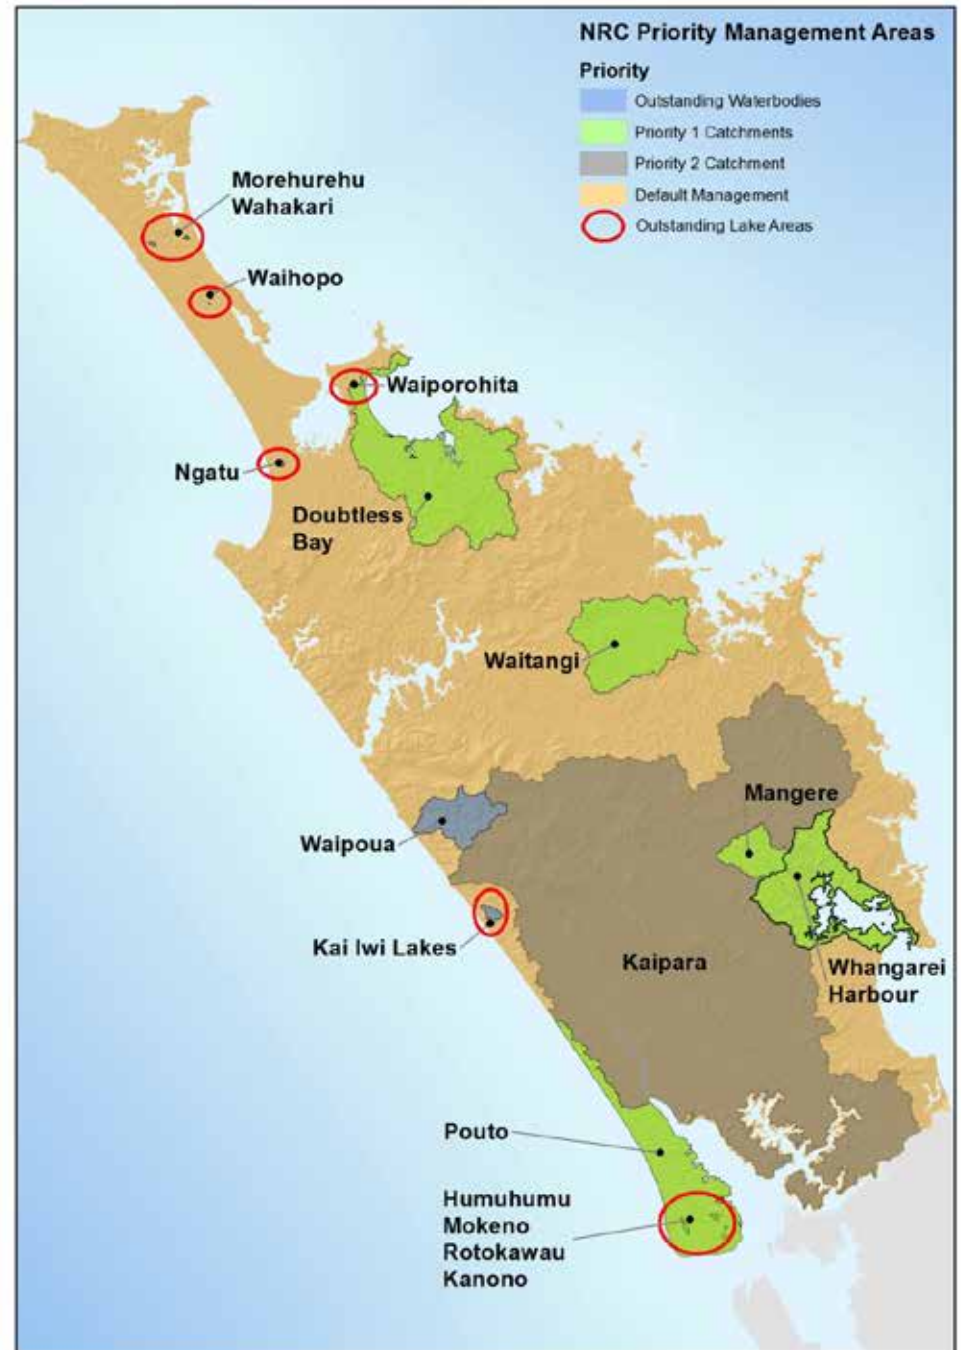 NRC Priority Management Areas
Priority
Outstanding Waterbodies
Priority 1 Catchments
Priority 2 Catchment
Default Management
Outstanding Lake Areas
Morehurehu
Wahakari
Waihopo
Waiporohita
Ngatu
Doubtless
Bay
Waitangi
Mangere
Waipoua
Kai Iwi Lakes
Kaipara
Whangarei
Harbour
Pouto
Humuhumu
Mokeno
Rotokawau
Kanono